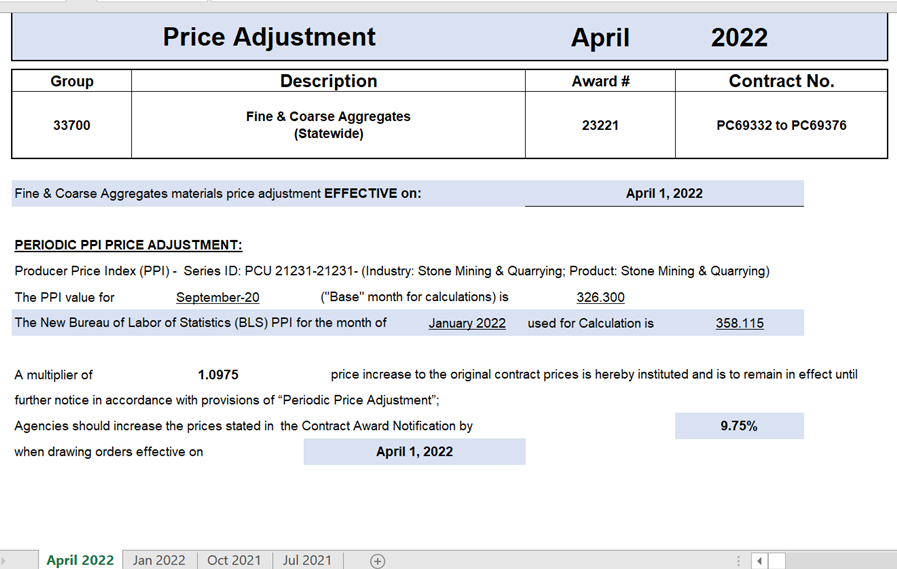 Price Adjustment April 2022
Group Description Award # Contract No.
33700 Fine & Coarse Aggregates (Statewide) 23221 PC69332 to PC69376
Fine & Coarse Aggregates materials price adjustment EFFECTIVE on: April 1, 2022
PERIODIC PPI PRICE ADJUSTMENT:
Producer Price Index (PPI) - Series ID: PCU 21231-21231- (Industry: Stone Mining & Quarrying; Product: Stone Mining & Quarrying)
The PPI value for September-20 ("Base" month for calculations) is 326.300
The New Bureau of Labor of Statistics (BLS) PPI for the month of January 2022 used for Calculation is 358.115
A multiplier of 1.0975 price increase to the original contract prices is hereby instituted and is to remain in effect until
further notice in accordance with provisions of “Periodic Price Adjustment”;
Agencies should increase the prices stated in the Contract Award Notification by 9.75%
when drawing orders effective on April 1, 2022
April 2022 Jan 2022 Oct 2021 Jul 2021